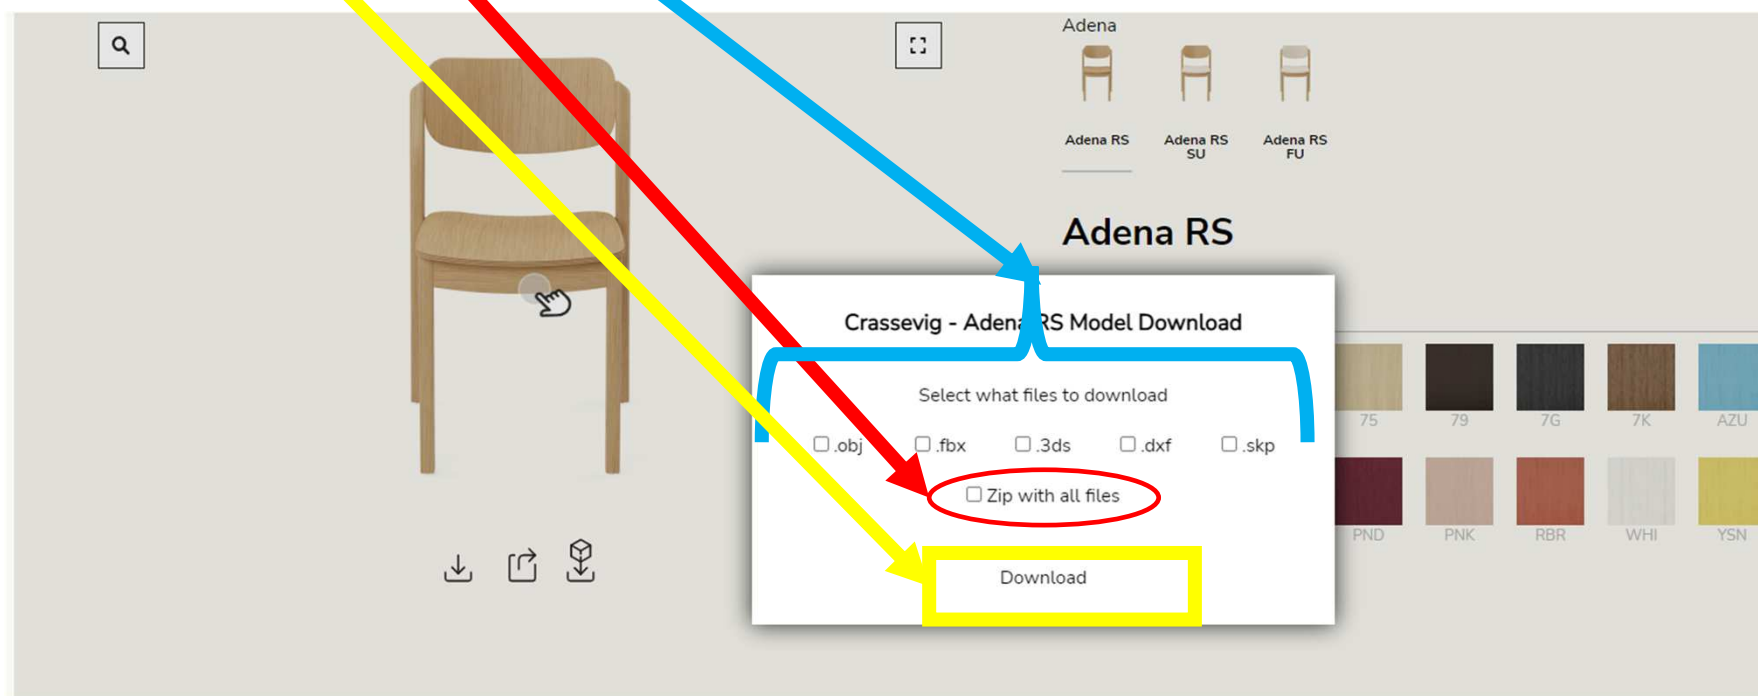 Adena
Adena RS
Adena RS SU
Adena RS FU
Adena RS
Crassevig - Adena RS Model Download
Select what files to download
.obj
.fbx
.3ds
.dxf
.skp
Zip with all files
Download
75
79
7G
7K
AZU
PND
PNK
RBR
WHI
YSN